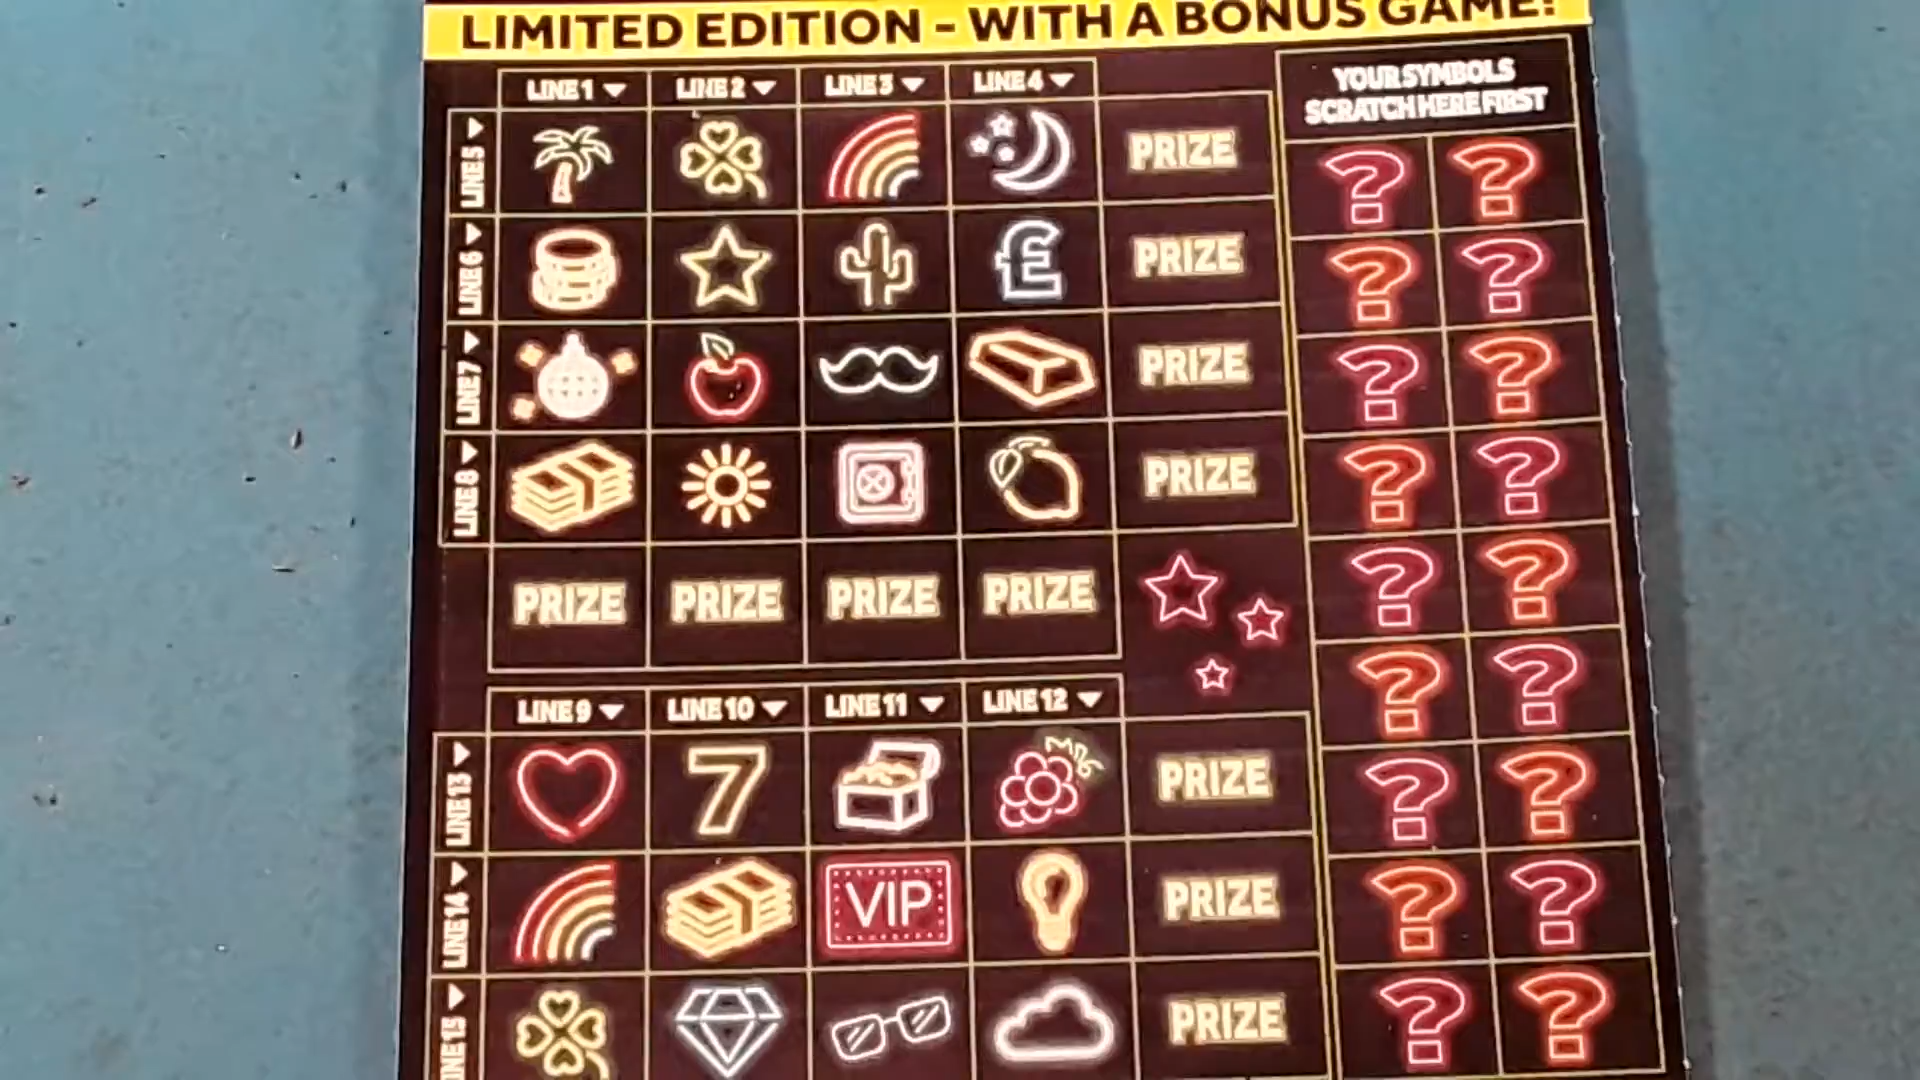 LIMITED EDITION - WITH A BONUS GAME!
YOUR SYMBOLS
SCRATCH HERE FIRST
LINE 1 LINE 2 LINE 3 LINE 4
LINE 5 PRIZE
? ?
LINE 6 £ PRIZE
? ?
LINE 7 PRIZE
? ?
LINE 8 PRIZE
? ?
PRIZE PRIZE PRIZE PRIZE
? ?
? ?
LINE 9 LINE 10 LINE 11 LINE 12
LINE 13 7 PRIZE
? ?
LINE 14 VIP PRIZE
? ?
LINE 15 PRIZE
? ?